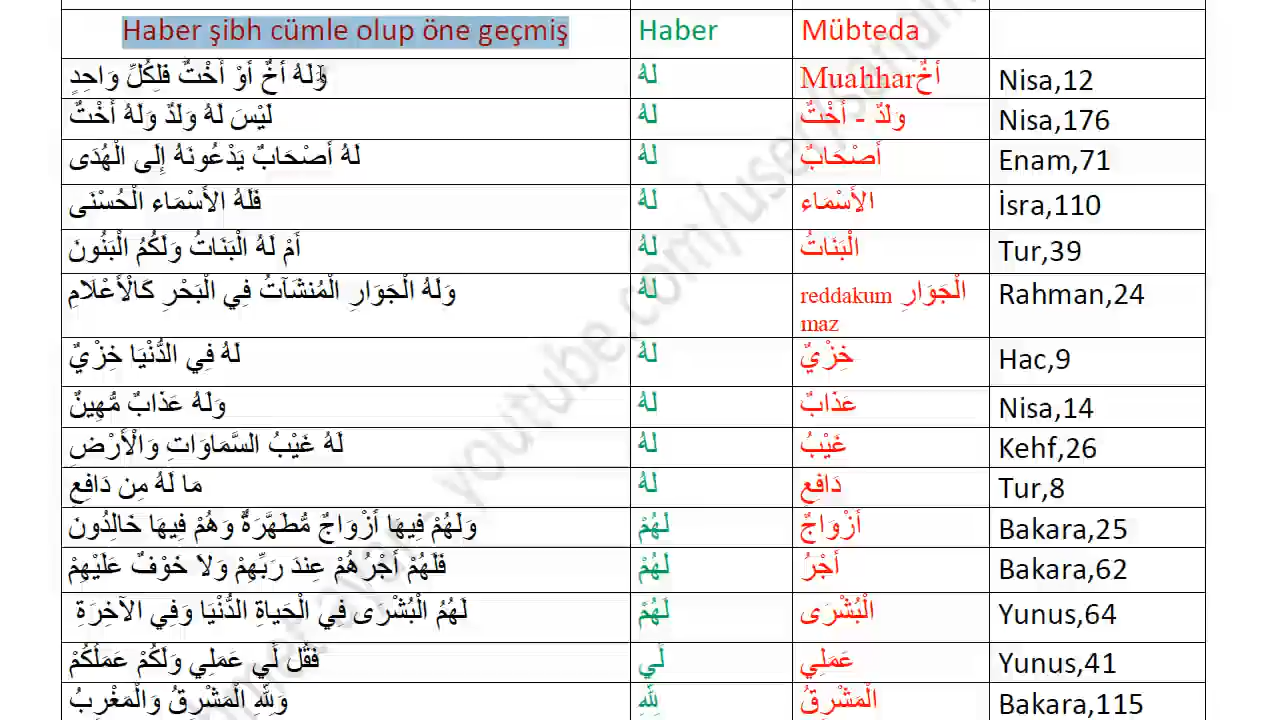 Haber şibh cümle olup öne geçmiş Haber Mübteda
وَلَهُ أَخٌ أَوْ أُخْتٌ فَلِكُلِّ وَاحِدٍ لَهُ أَخٌ Muahhar Nisa,12
لَيْسَ لَهُ وَلَدٌ وَلَهُ أُخْتٌ لَهُ وَلَدٌ - أُخْتٌ Nisa,176
لَهُ أَصْحَابٌ يَدْعُونَهُ إِلَى الْهُدَى لَهُ أَصْحَابٌ Enam,71
فَلَهُ الأَسْمَاء الْحُسْنَى لَهُ الأَسْمَاء İsra,110
أَمْ لَهُ الْبَنَاتُ وَلَكُمُ الْبَنُونَ لَهُ الْبَنَاتُ Tur,39
وَلَهُ الْجَوَارِ الْمُنشَآتُ فِي الْبَحْرِ كَالْأَعْلَامِ لَهُ الْجَوَارِ reddakum Rahman,24
maz
لَهُ فِي الدُّنْيَا خِزْيٌ لَهُ خِزْيٌ Hac,9
وَلَهُ عَذَابٌ مُّهِينٌ لَهُ عَذَابٌ Nisa,14
لَهُ غَيْبُ السَّمَاوَاتِ وَالْأَرْضِ لَهُ غَيْبُ Kehf,26
مَا لَهُ مِن دَافِعٍ لَهُ دَافِعٍ Tur,8
وَلَهُمْ فِيهَا أَزْوَاجٌ مُّطَهَّرَةٌ وَهُمْ فِيهَا خَالِدُونَ لَهُمْ أَزْوَاجٌ Bakara,25
فَلَهُمْ أَجْرُهُمْ عِندَ رَبِّهِمْ وَلاَ خَوْفٌ عَلَيْهِمْ لَهُمْ أَجْرُ Bakara,62
لَهُمُ الْبُشْرَى فِي الْحَيَاةِ الدُّنْيَا وَفِي الآخِرَةِ لَهُمْ الْبُشْرَى Yunus,64
فَقُل لِّي عَمَلِي وَلَكُمْ عَمَلُكُمْ لِّي عَمَلِي Yunus,41
وَلِلّهِ الْمَشْرِقُ وَالْمَغْرِبُ لِلّهِ الْمَشْرِقُ Bakara,115